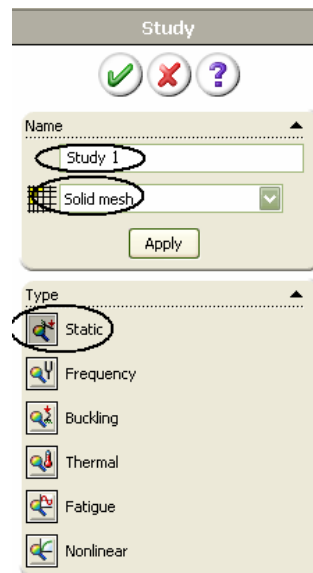 Study
?
Name
Study 1
Solid mesh
Apply
Type
Static
Frequency
Buckling
Thermal
Fatigue
Nonlinear